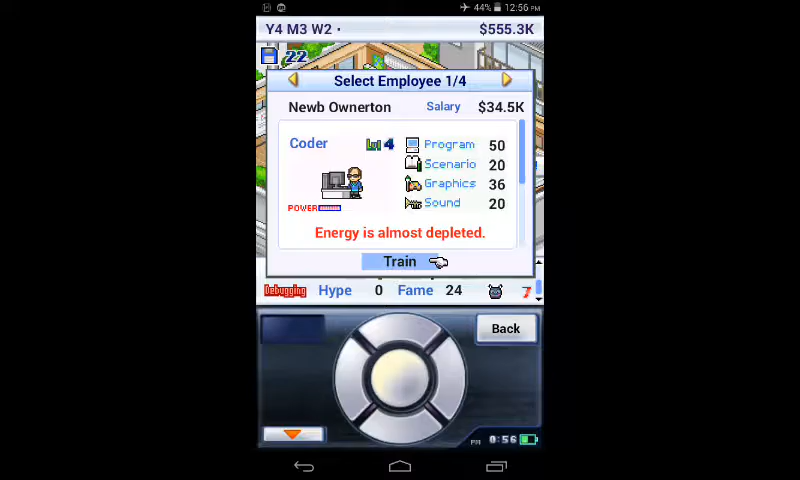 44% 12:56 PM
Y4 M3 W2 · $555.3K
22
Select Employee 1/4
Newb Ownerton Salary $34.5K
Coder Lvl 4 Program 50
Scenario 20
Graphics 36
Sound 20
POWER
Energy is almost depleted.
Train
Debugging Hype 0 Fame 24 7
Back
PM 0:56